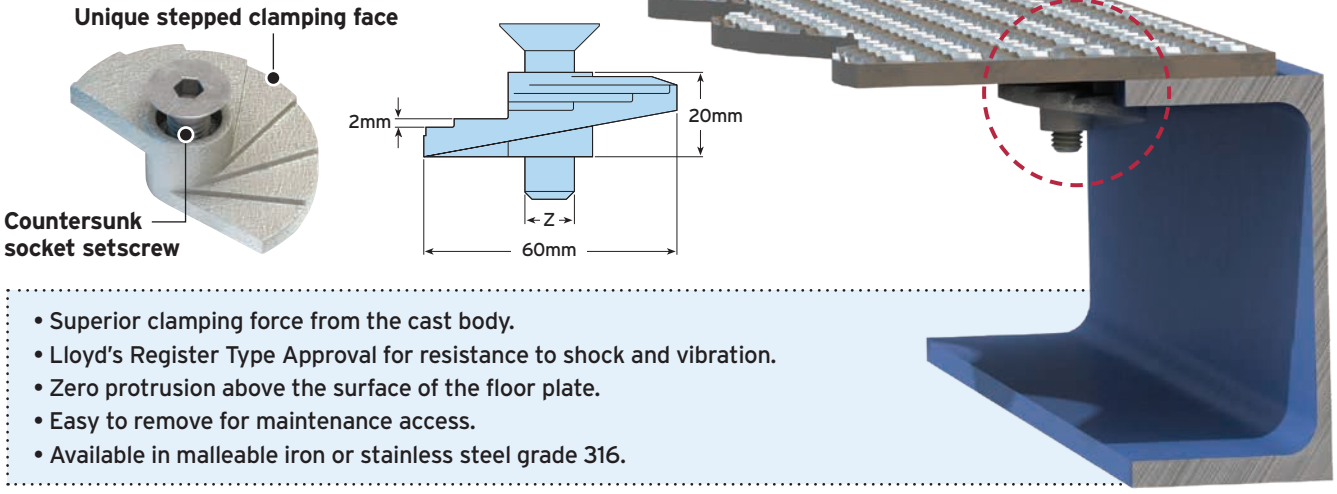 Unique stepped clamping face
Countersunk
socket setscrew
2mm
20mm
Z
60mm
• Superior clamping force from the cast body.
• Lloyd's Register Type Approval for resistance to shock and vibration.
• Zero protrusion above the surface of the floor plate.
• Easy to remove for maintenance access.
• Available in malleable iron or stainless steel grade 316.